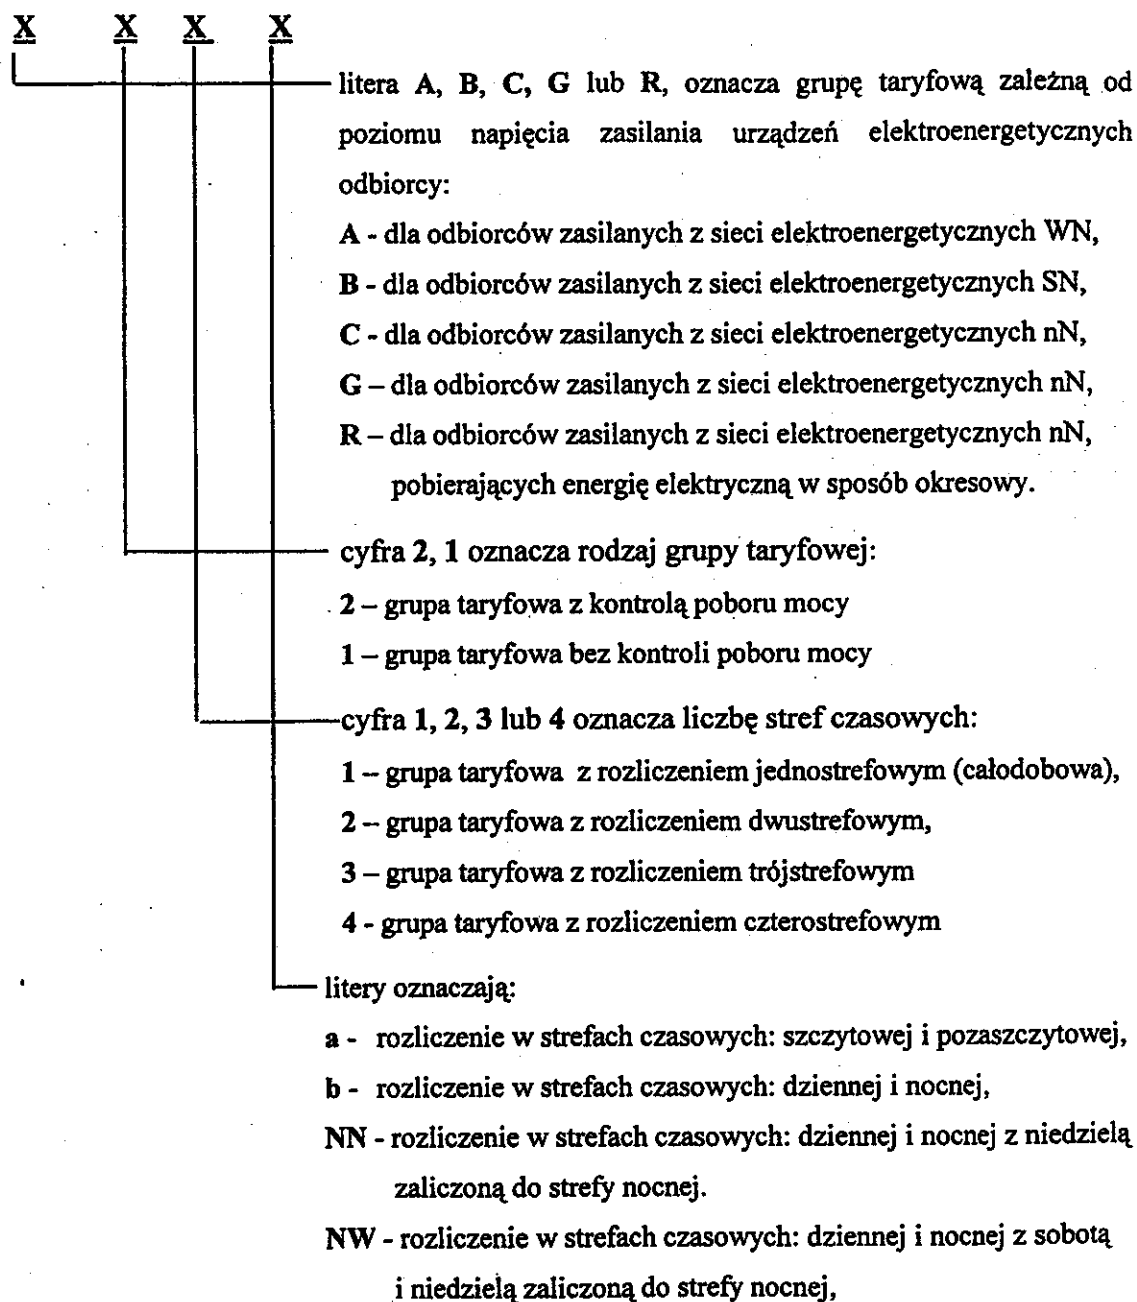 X X X X
litera A, B, C, G lub R, oznacza grupę taryfową zależną od
poziomu napięcia zasilania urządzeń elektroenergetycznych
odbiorcy:
A - dla odbiorców zasilanych z sieci elektroenergetycznych WN,
B - dla odbiorców zasilanych z sieci elektroenergetycznych SN,
C - dla odbiorców zasilanych z sieci elektroenergetycznych nN,
G – dla odbiorców zasilanych z sieci elektroenergetycznych nN,
R – dla odbiorców zasilanych z sieci elektroenergetycznych nN,
pobierających energię elektryczną w sposób okresowy.
cyfra 2, 1 oznacza rodzaj grupy taryfowej:
2 – grupa taryfowa z kontrolą poboru mocy
1 – grupa taryfowa bez kontroli poboru mocy
cyfra 1, 2, 3 lub 4 oznacza liczbę stref czasowych:
1 – grupa taryfowa z rozliczeniem jednostrefowym (całodobowa),
2 – grupa taryfowa z rozliczeniem dwustrefowym,
3 – grupa taryfowa z rozliczeniem trójstrefowym
4 - grupa taryfowa z rozliczeniem czterostrefowym
litery oznaczają:
a - rozliczenie w strefach czasowych: szczytowej i pozaszczytowej,
b - rozliczenie w strefach czasowych: dziennej i nocnej,
NN - rozliczenie w strefach czasowych: dziennej i nocnej z niedzielą
zaliczoną do strefy nocnej.
NW - rozliczenie w strefach czasowych: dziennej i nocnej z sobotą
i niedzielą zaliczoną do strefy nocnej,